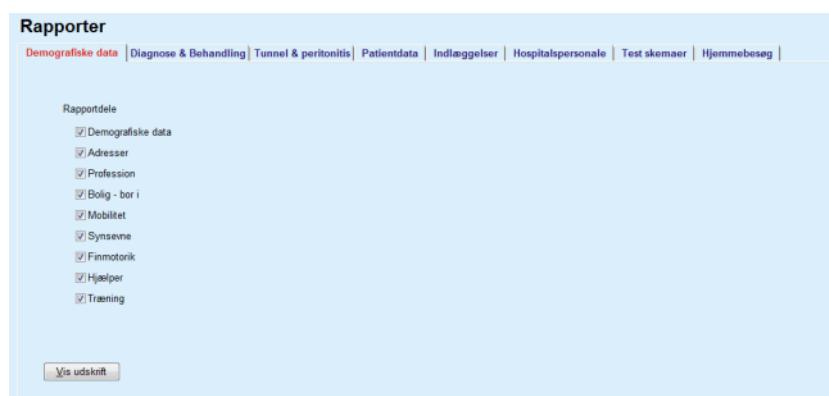 Rapporter
Demografiske data Diagnose & Behandling Tunnel & peritonitis Patientdata Indlæggelser Hospitalspersonale Test skemaer Hjemmebesøg
Rapportdele
Demografiske data
Adresser
Profession
Bolig - bor i
Mobilitet
Synsevne
Finmotorik
Hjælper
Træning
Vis udskrift